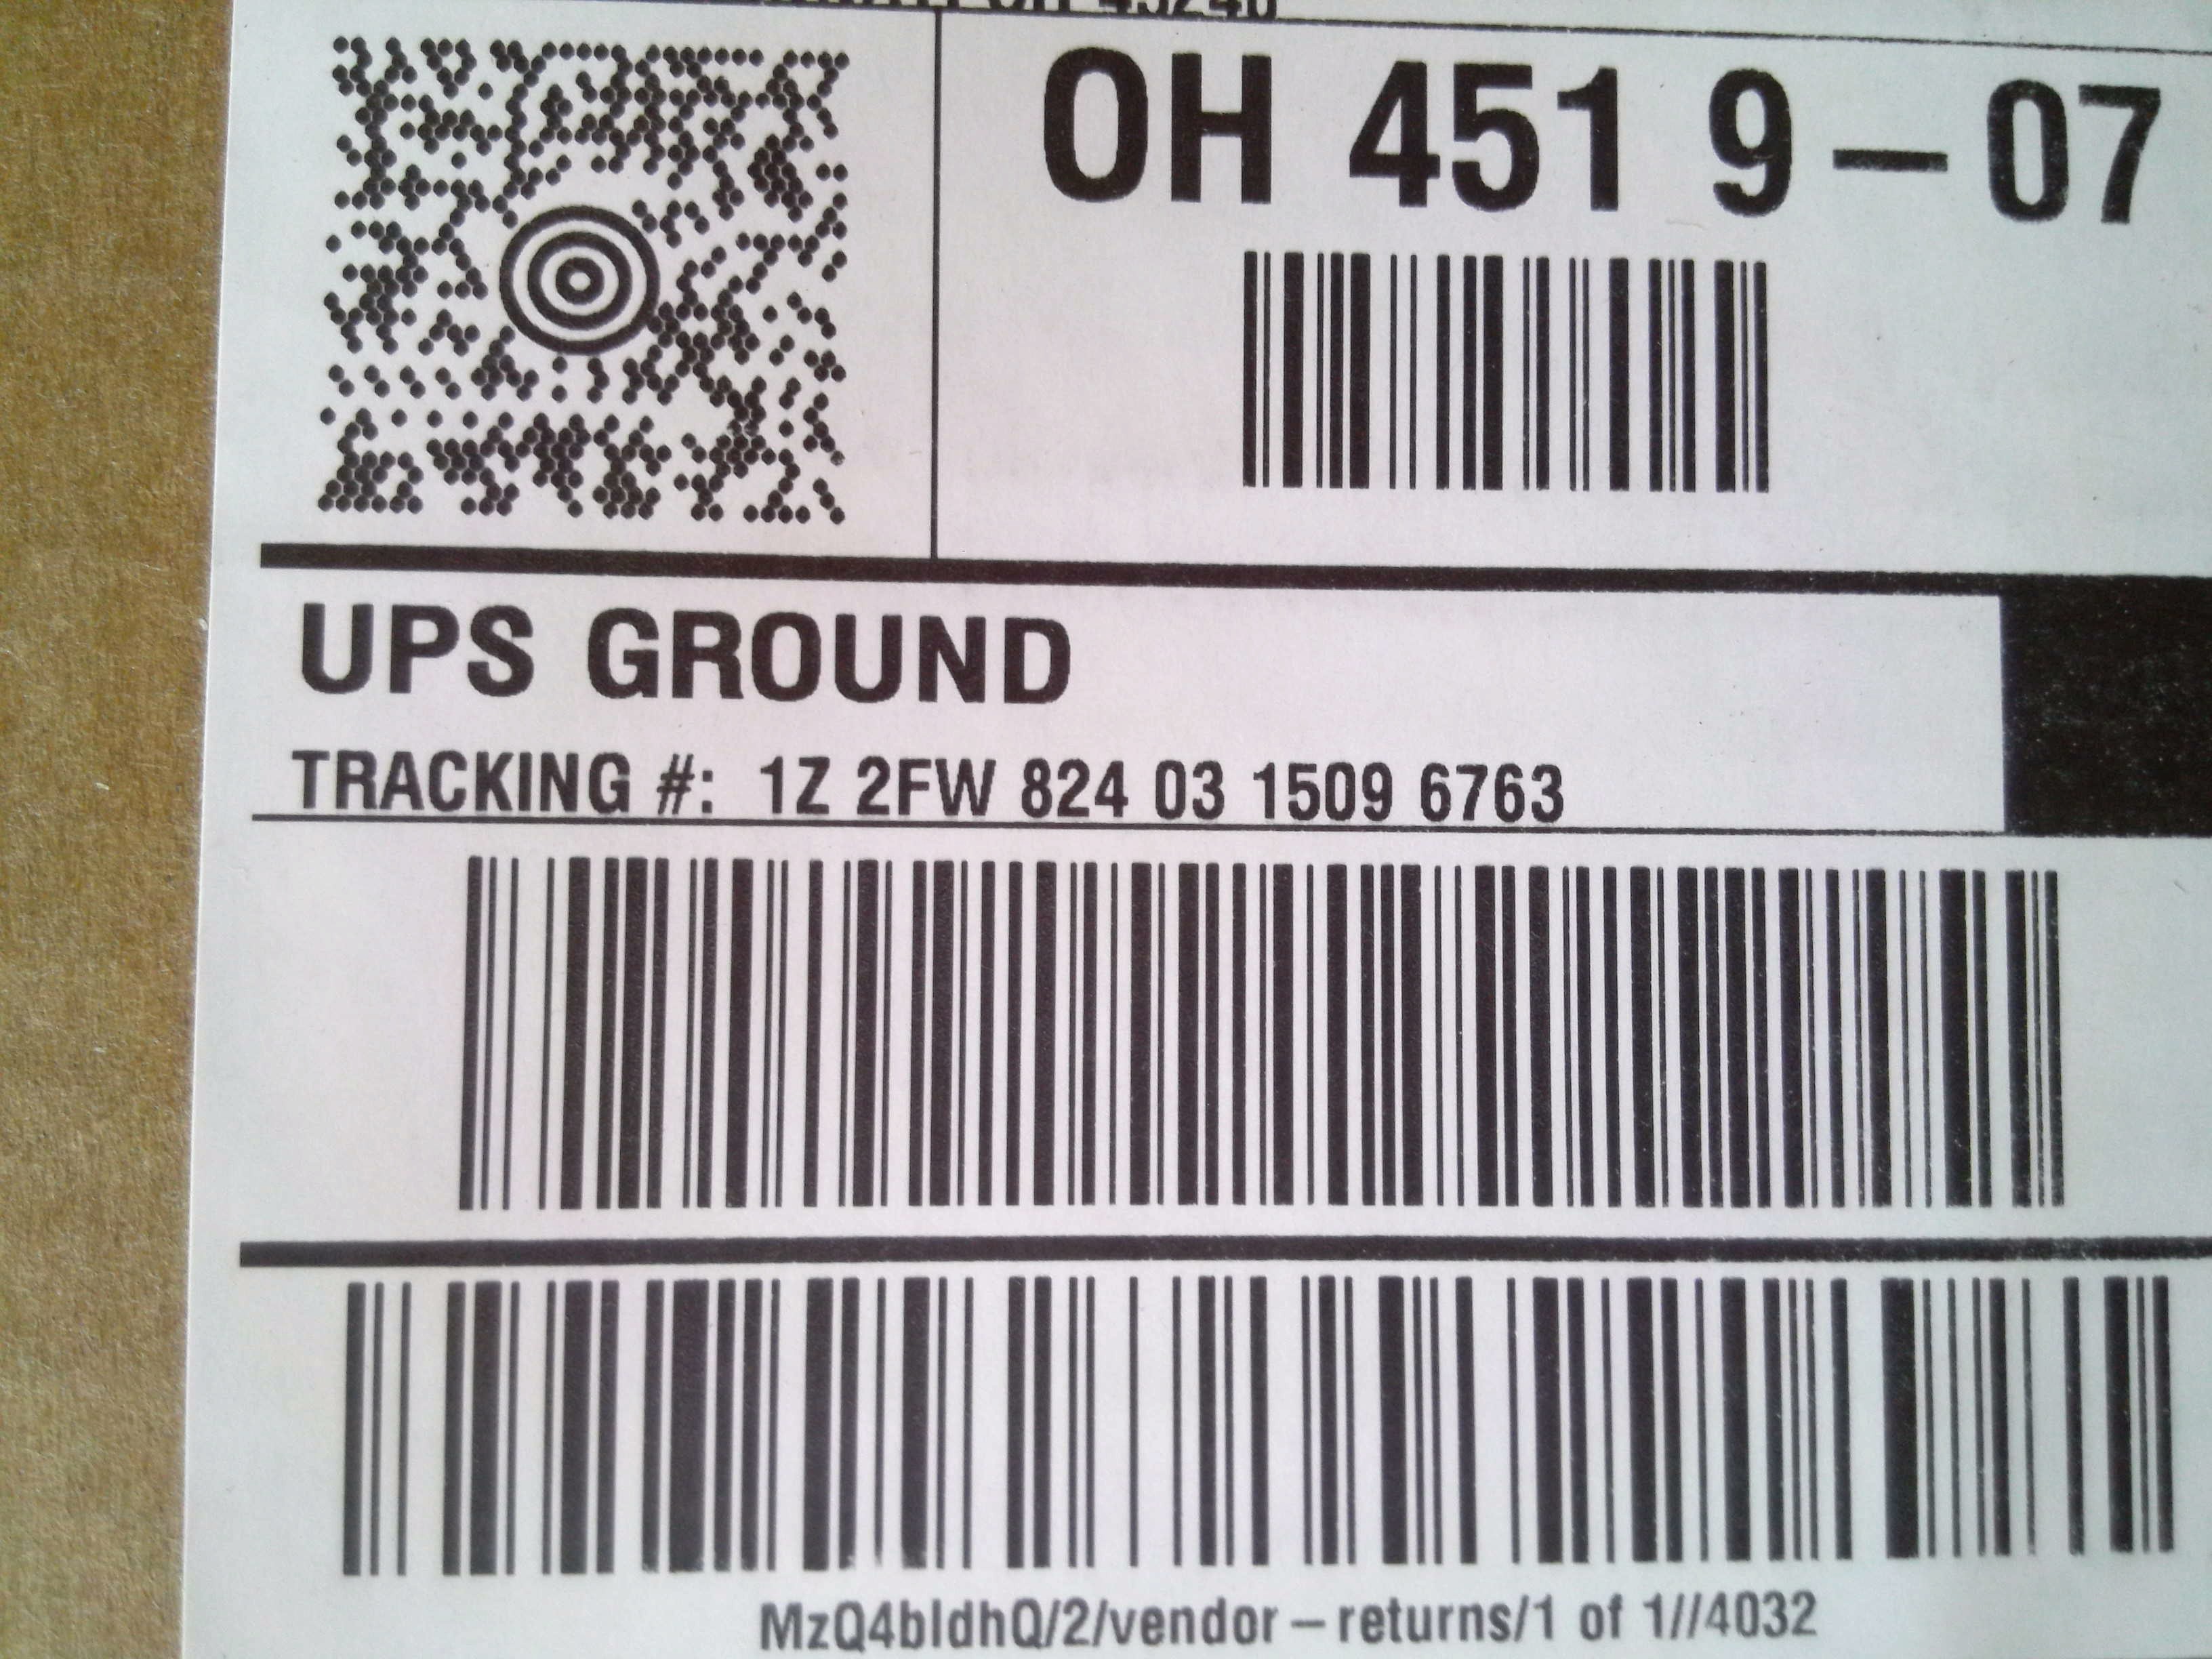 OH 451 9-07
UPS GROUND
TRACKING #: 1Z 2FW 824 03 1509 6763
MzQ4bldhQ/2/vendor-returns/1 of 1//4032